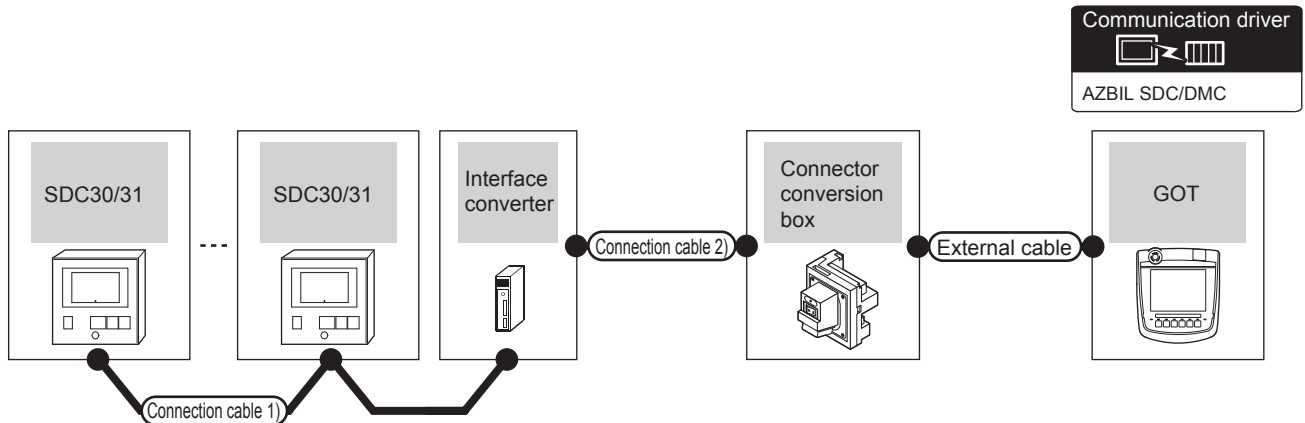 Communication driver
AZBIL SDC/DMC
SDC30/31
SDC30/31
Interface
converter
Connector
conversion
box
GOT
Connection cable 2)
External cable
Connection cable 1)